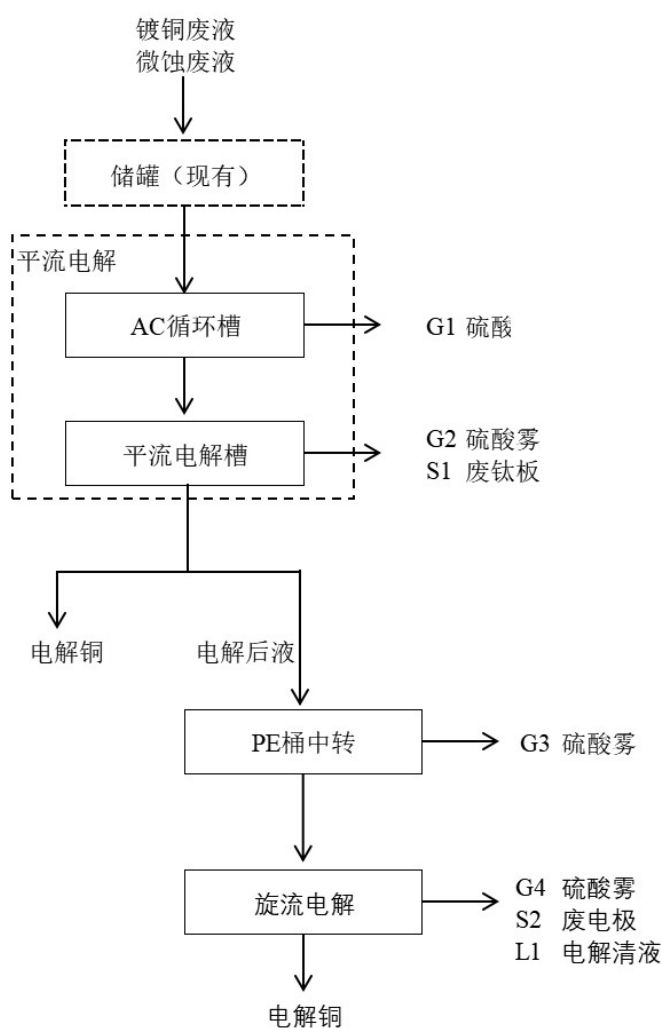 镀铜废液
微蚀废液
储罐（现有）
平流电解
AC循环槽
G1 硫酸
平流电解槽
G2 硫酸雾
S1 废钛板
电解铜
电解后液
PE桶中转
G3 硫酸雾
旋流电解
G4 硫酸雾
S2 废电极
L1 电解清液
电解铜